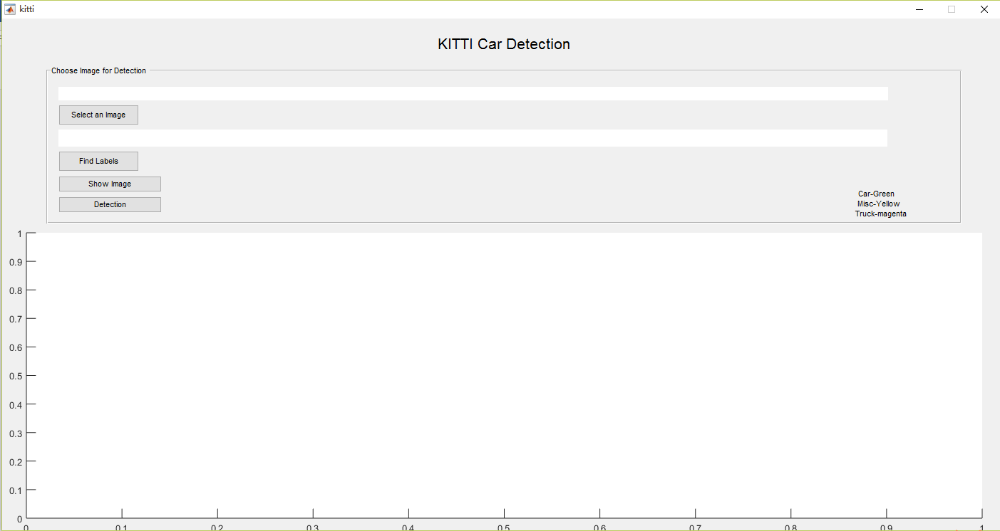 kitti
KITTI Car Detection
Choose Image for Detection
Select an Image
Find Labels
Show Image
Detection
Car-Green
Misc-Yellow
Truck-magenta
1
0.9
0.8
0.7
0.6
0.5
0.4
0.3
0.2
0.1
0
0 0.1 0.2 0.3 0.4 0.5 0.6 0.7 0.8 0.9 1